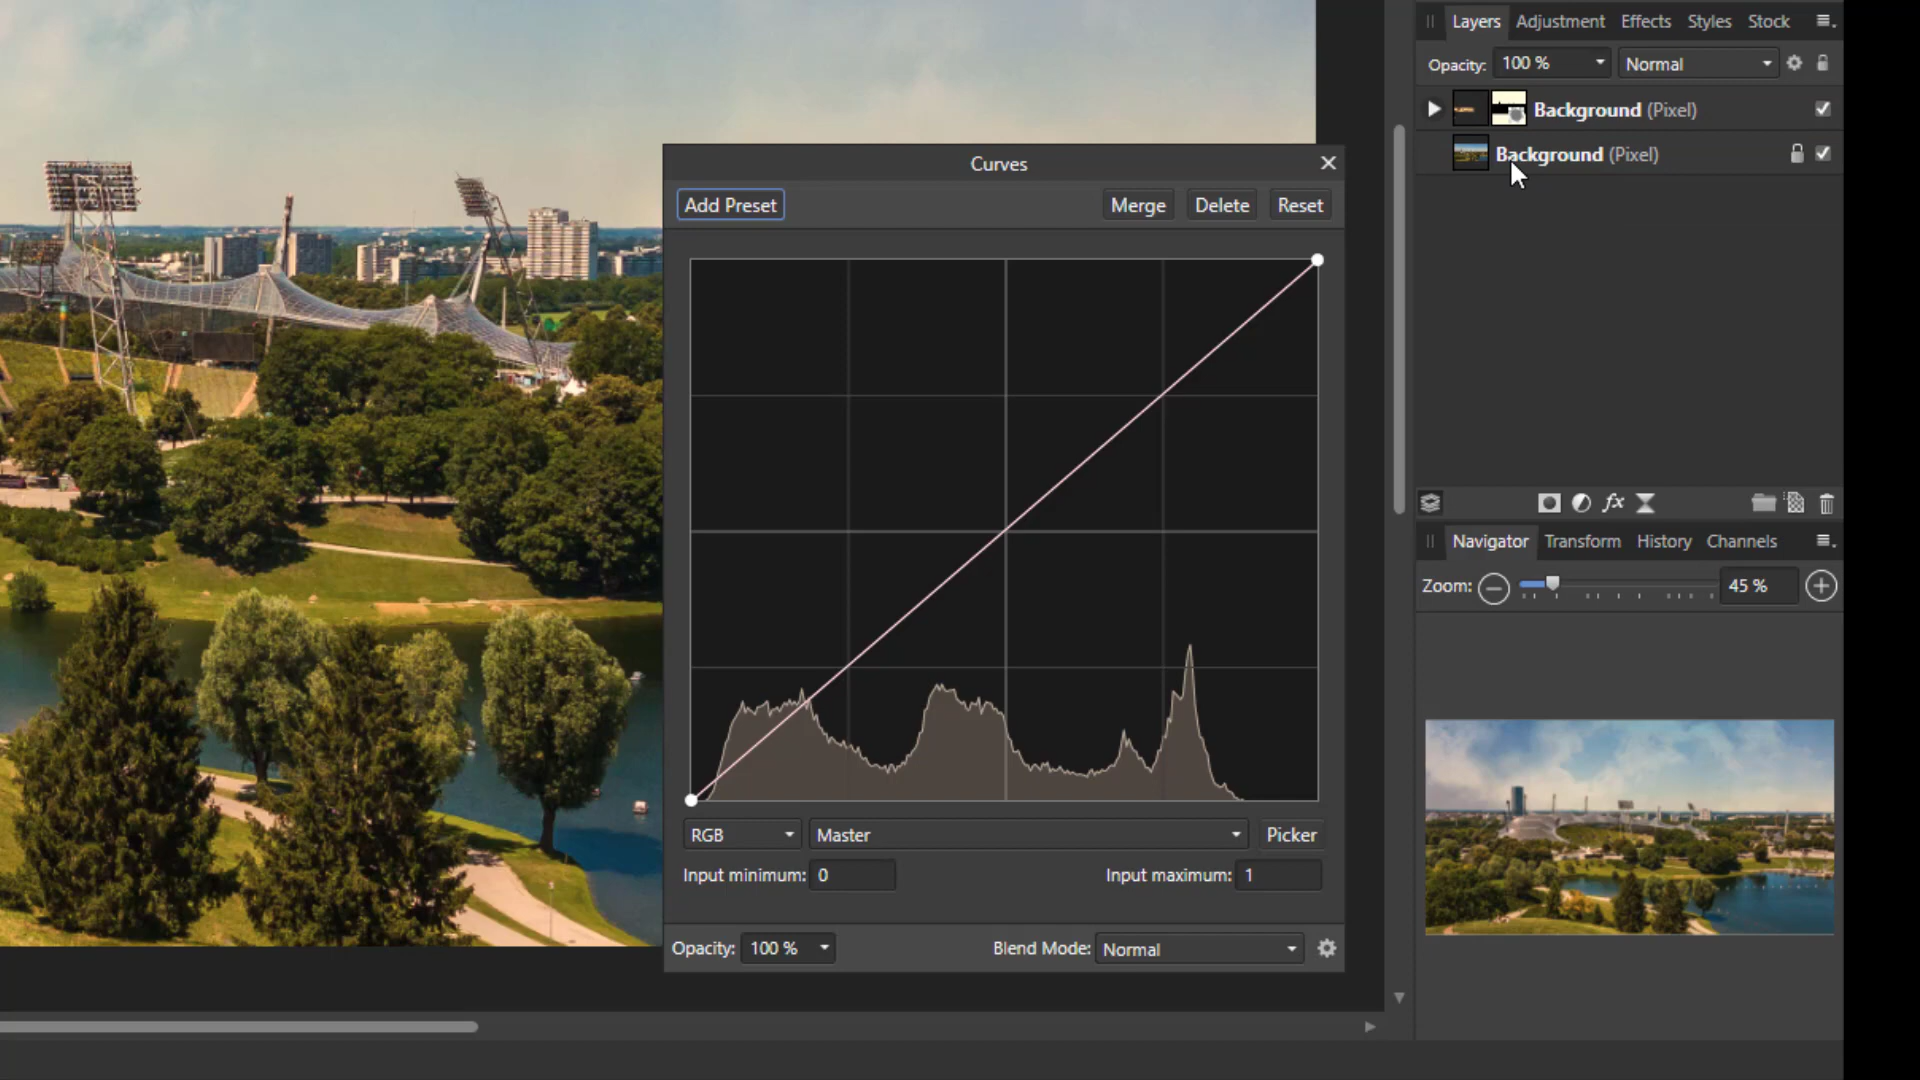 Layers Adjustment Effects Styles Stock
Opacity: 100 % Normal
Background (Pixel)
Background (Pixel)
Curves
Add Preset Merge Delete Reset
RGB Master Picker
Input minimum: 0 Input maximum: 1
Opacity: 100 % Blend Mode: Normal
fx
Navigator Transform History Channels
Zoom: 45 %